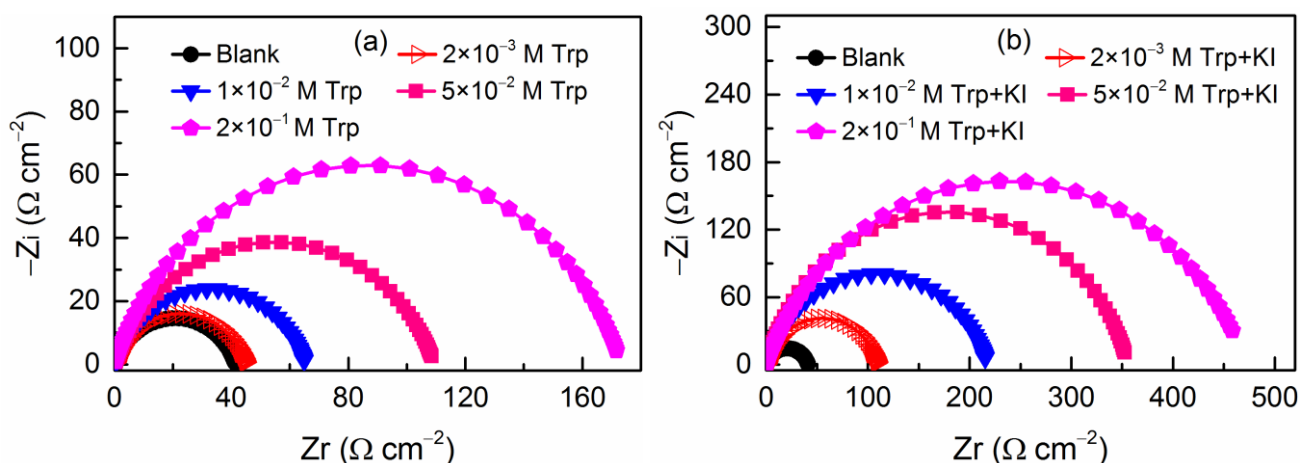 (a)
Blank
2×10⁻³ M Trp
1×10⁻² M Trp
5×10⁻² M Trp
2×10⁻¹ M Trp
100
80
60
40
20
0
−Zi (Ω cm⁻²)
0 40 80 120 160
Zr (Ω cm⁻²)
(b)
Blank
2×10⁻³ M Trp+KI
1×10⁻² M Trp+KI
5×10⁻² M Trp+KI
2×10⁻¹ M Trp+KI
300
240
180
120
60
0
−Zi (Ω cm⁻²)
0 100 200 300 400 500
Zr (Ω cm⁻²)